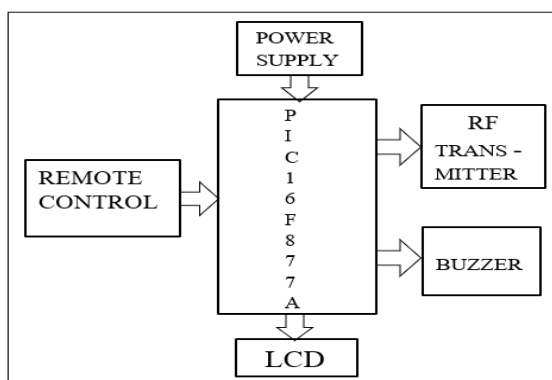 POWER
SUPPLY
REMOTE
CONTROL
P
I
C
1
6
F
8
7
7
A
RF
TRANS -
MITTER
BUZZER
LCD